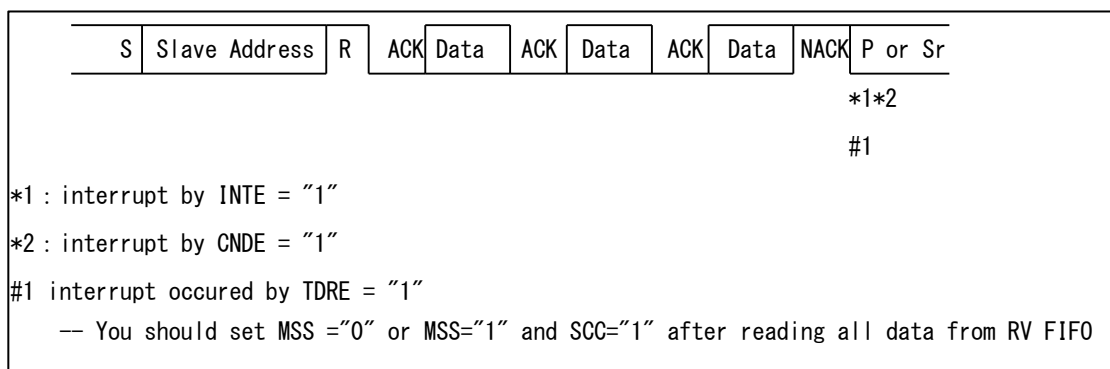 S Slave Address R ACK Data ACK Data ACK Data NACK P or Sr
*1*2
#1
*1 : interrupt by INTE = "1"
*2 : interrupt by CNDE = "1"
#1 interrupt occured by TDRE = "1"
-- You should set MSS ="0" or MSS="1" and SCC="1" after reading all data from RV FIFO